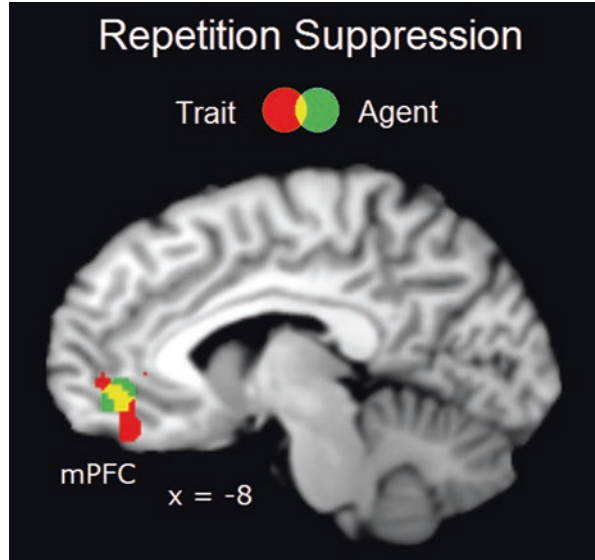 Repetition Suppression
Trait Agent
mPFC
x = -8